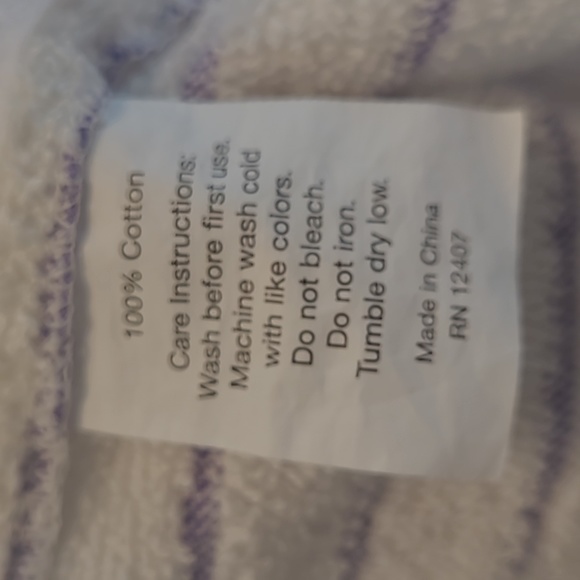 100% Cotton
Care Instructions:
Wash before first use.
Machine wash cold
with like colors.
Do not bleach.
Do not iron.
Tumble dry low.
Made in China
RN 12407